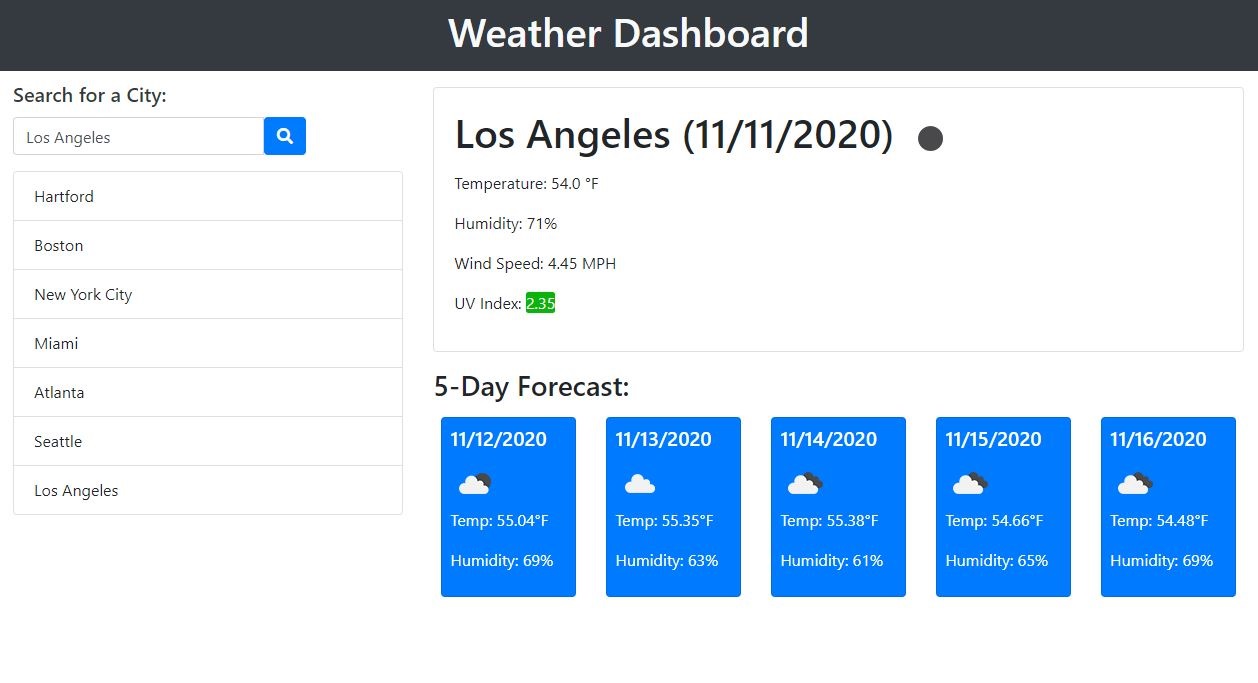 Weather Dashboard
Search for a City:
Los Angeles
Hartford
Boston
New York City
Miami
Atlanta
Seattle
Los Angeles
Los Angeles (11/11/2020)
Temperature: 54.0 °F
Humidity: 71%
Wind Speed: 4.45 MPH
UV Index: 2.35
5-Day Forecast:
11/12/2020
Temp: 55.04°F
Humidity: 69%
11/13/2020
Temp: 55.35°F
Humidity: 63%
11/14/2020
Temp: 55.38°F
Humidity: 61%
11/15/2020
Temp: 54.66°F
Humidity: 65%
11/16/2020
Temp: 54.48°F
Humidity: 69%